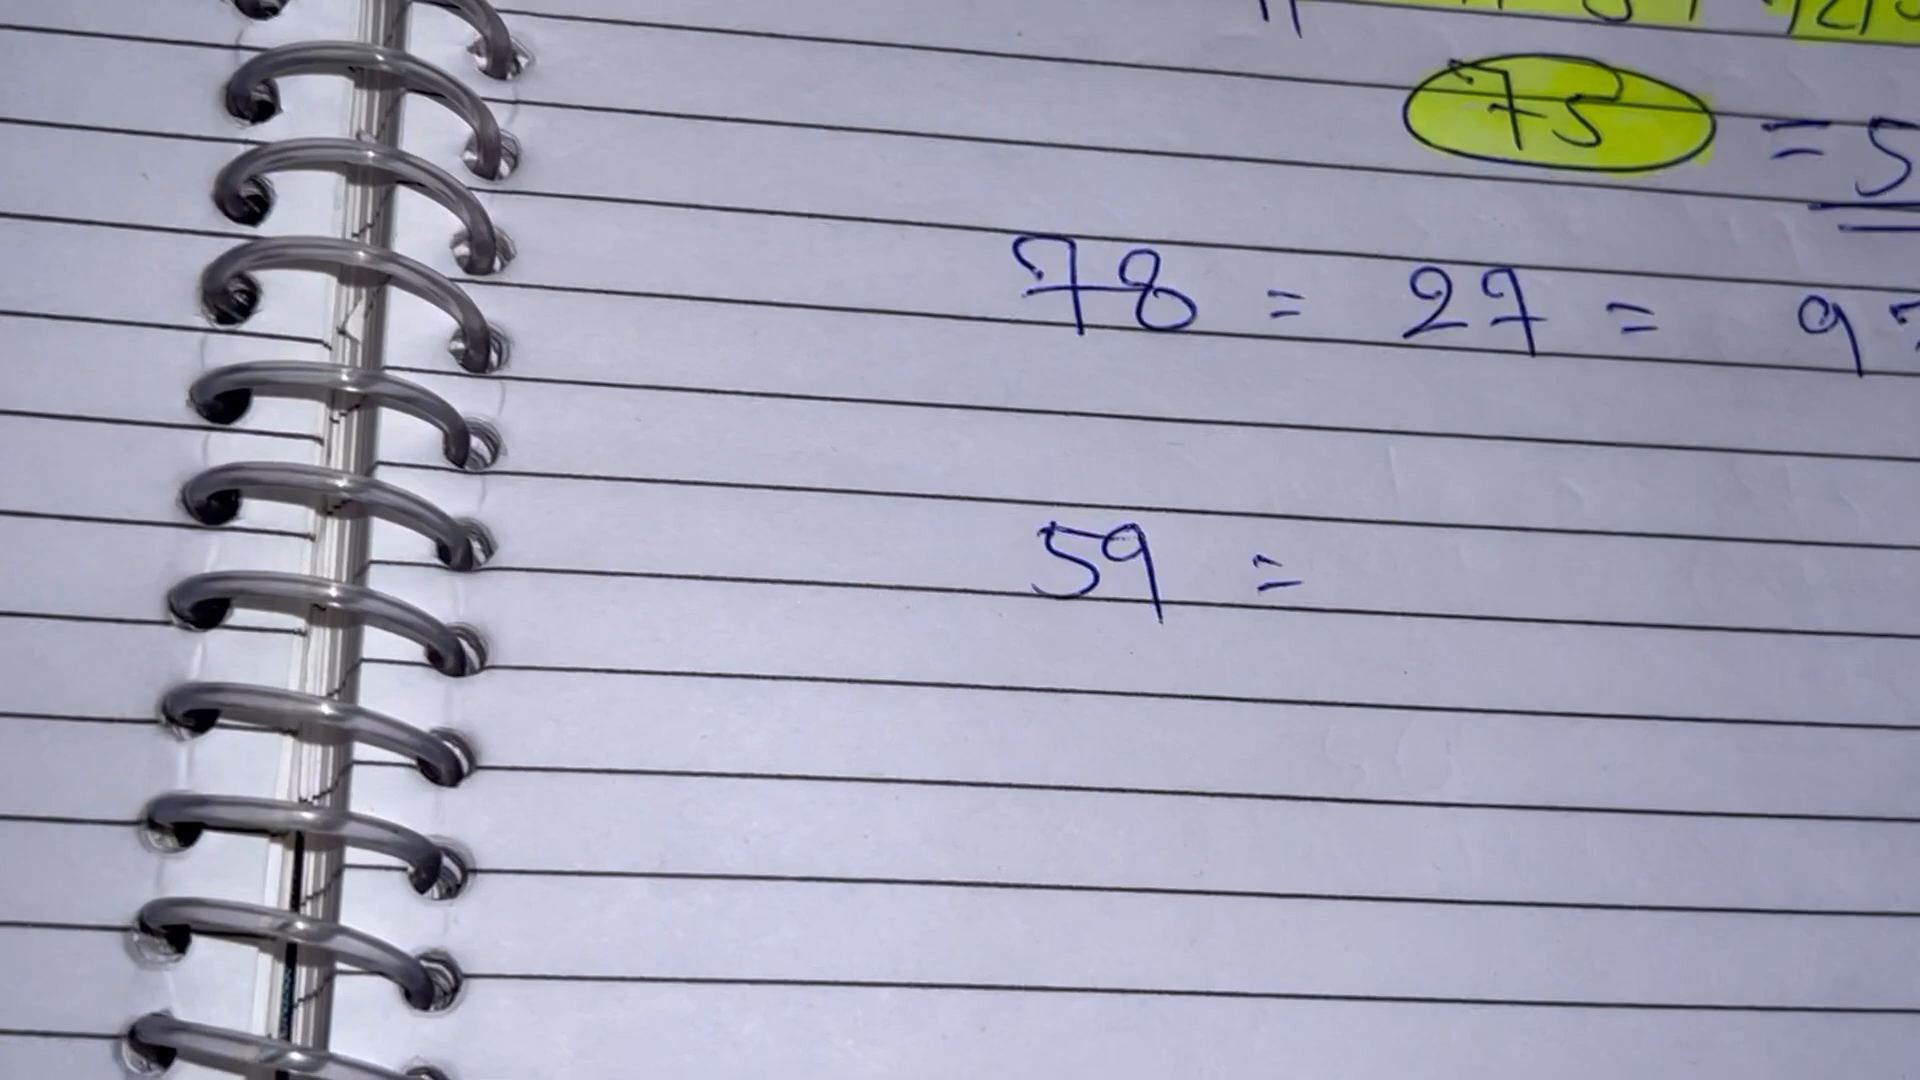 75 = 5
78 = 27 = 9
59 =